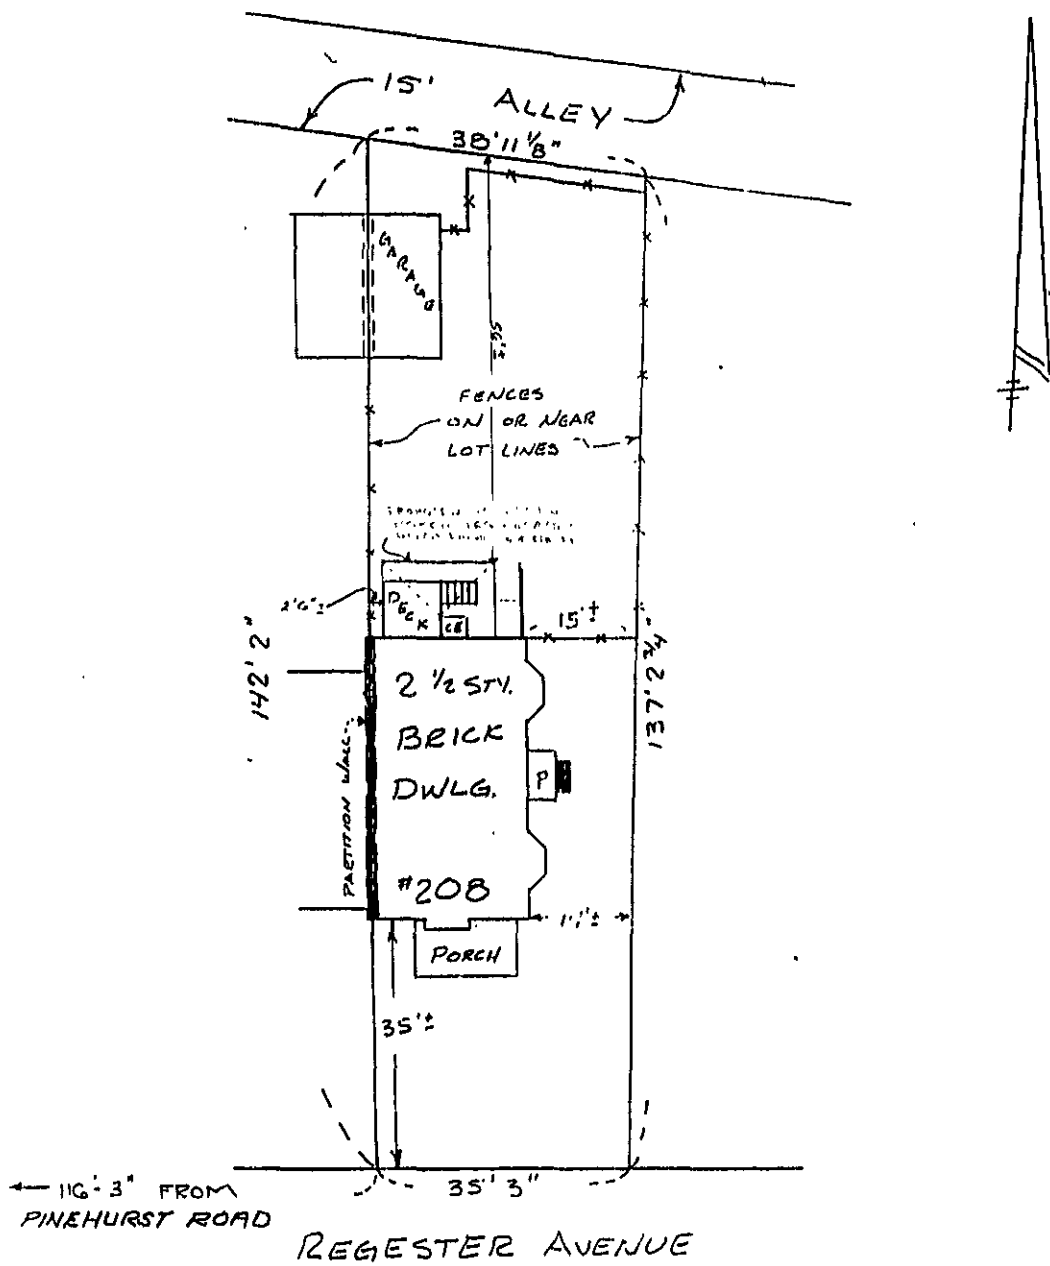 15'
ALLEY
38' 11 1/8"
GARAGE
55'±
FENCES
ON OR NEAR
LOT LINES
2'6"±
DECK
15'±
142' 2"
137' 2 3/4"
2 1/2 STY.
BRICK
DWLG.
P
PARTITION WALL
#208
PORCH
35'±
35' 3"
116'-3" FROM
PINEHURST ROAD
REGESTER AVENUE